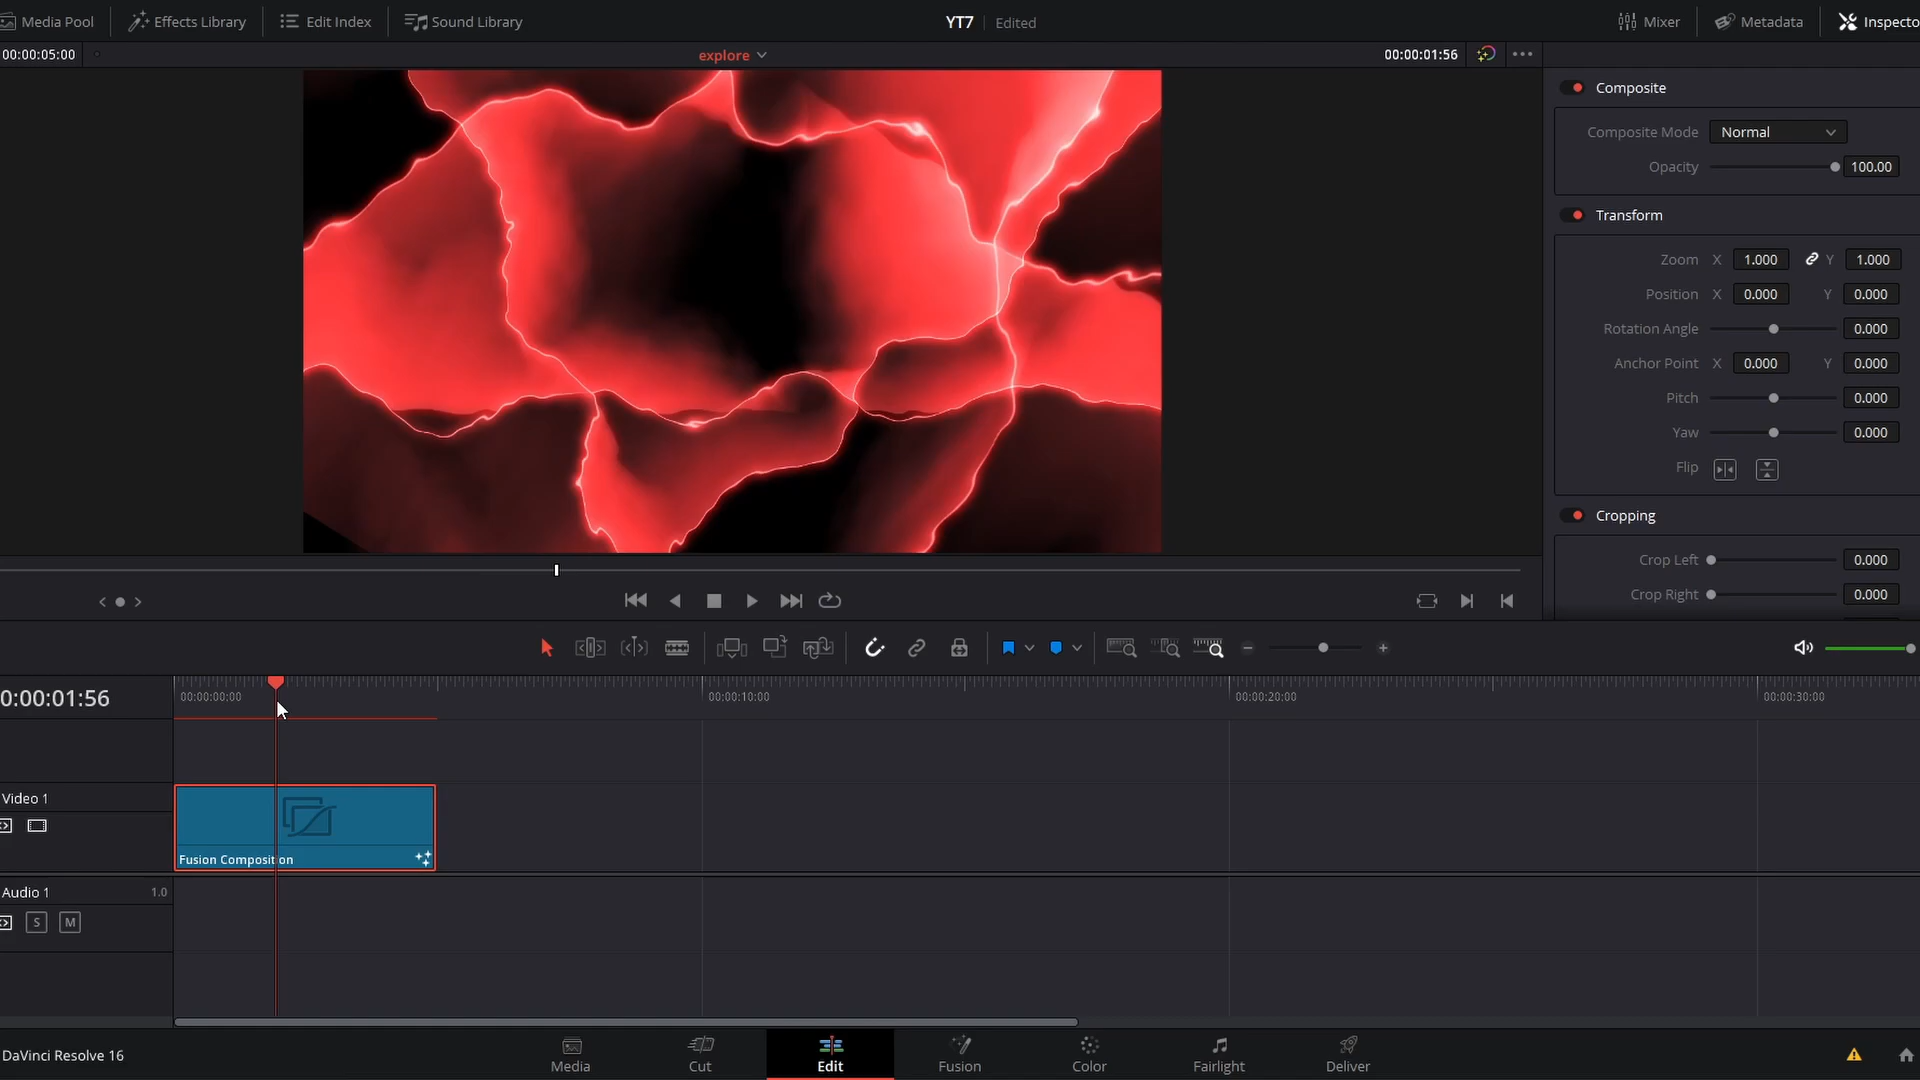 Media Pool
Effects Library
Edit Index
Sound Library
YT7
Edited
Mixer
Metadata
Inspecto
00:00:05:00
explore
00:00:01:56
Composite
Composite Mode Normal
Opacity 100.00
Transform
Zoom X 1.000 Y 1.000
Position X 0.000 Y 0.000
Rotation Angle 0.000
Anchor Point X 0.000 Y 0.000
Pitch 0.000
Yaw 0.000
Flip
Cropping
Crop Left 0.000
Crop Right 0.000
0:00:01:56
00:00:00:00
00:00:10:00
00:00:20:00
00:00:30:00
Video 1
Fusion Composition
Audio 1 1.0
S M
DaVinci Resolve 16
Media
Cut
Edit
Fusion
Color
Fairlight
Deliver